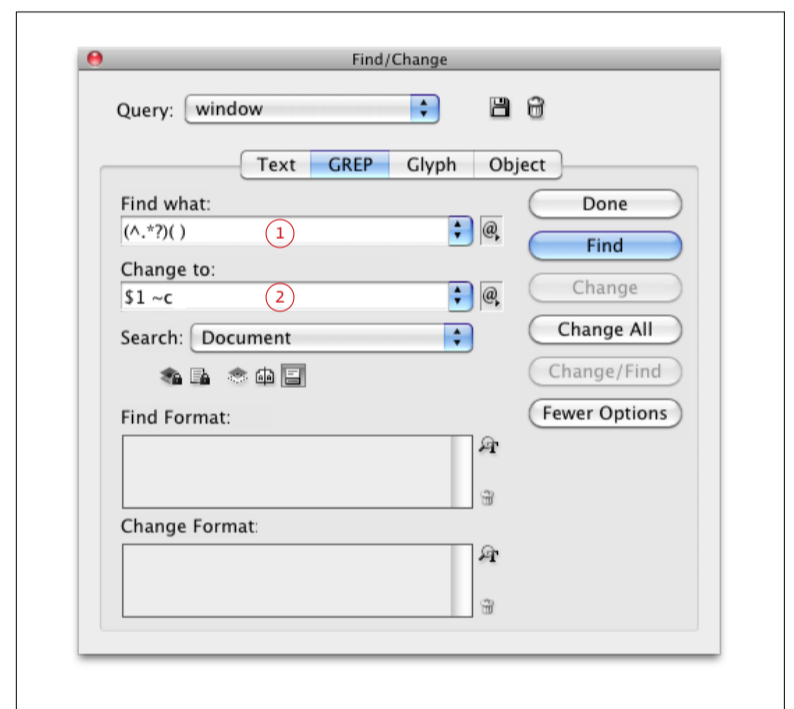 Find/Change
Query: window
Text GREP Glyph Object
Find what:
Done
(^.*?)( ) 1 @
Find
Change to:
$1 ~c 2 @
Change
Search: Document
Change All
Change/Find
Find Format:
Fewer Options
Change Format: